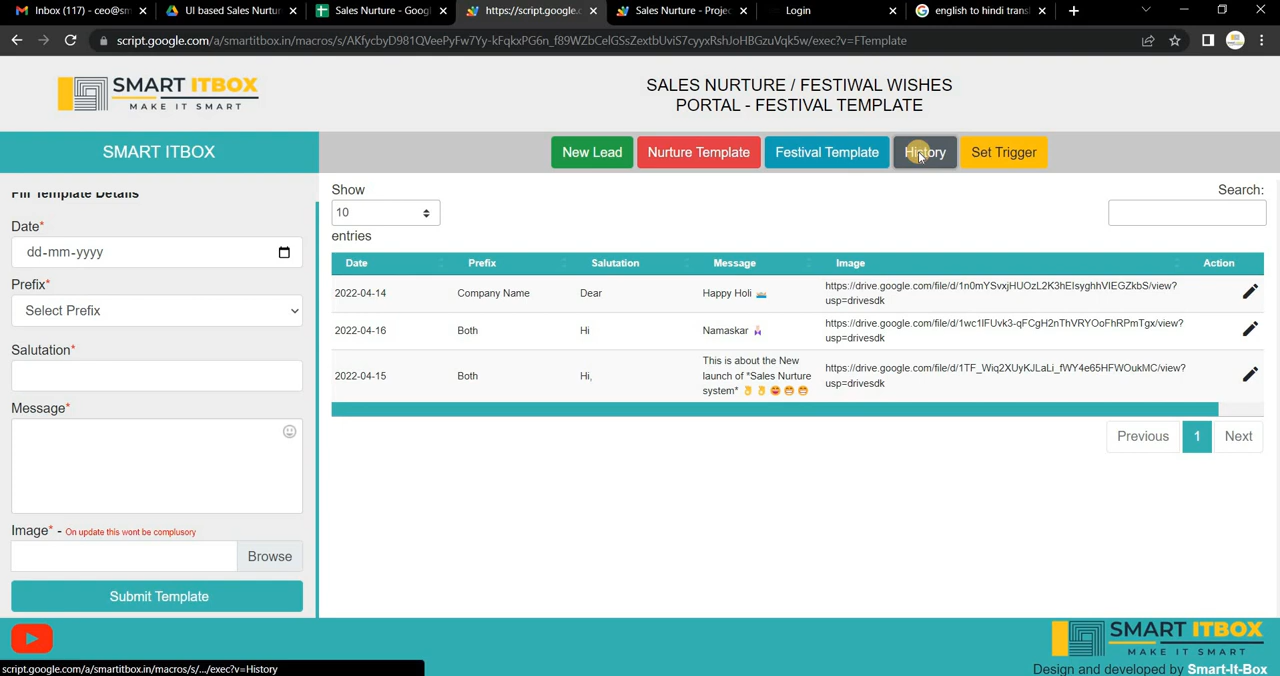 Inbox (117) - ceo@sm
UI based Sales Nurtur
Sales Nurture - Goog
https://script.google.
Sales Nurture - Projec
Login
english to hindi trans
script.google.com/a/smartitbox.in/macros/s/AKfycbyD981QVeePyFw7Yy-kFqkxPG6n_f89WZbCelGSsZextbUviS7cyyxRshJoHBGzuVqk5w/exec?v=FTemplate
SMART ITBOX
MAKE IT SMART
SALES NURTURE / FESTIWAL WISHES
PORTAL - FESTIVAL TEMPLATE
SMART ITBOX
New Lead
Nurture Template
Festival Template
History
Set Trigger
Fill Template Details
Date*
dd-mm-yyyy
Prefix*
Select Prefix
Salutation*
Message*
Image* - On update this wont be complusory
Browse
Submit Template
Show
10
entries
Search:
Date Prefix Salutation Message Image Action
2022-04-14 Company Name Dear Happy Holi 🚣 https://drive.google.com/file/d/1n0mYSvxjHUOzL2K3hEIsyghhVIEGZkbS/view?
usp=drivesdk
2022-04-16 Both Hi Namaskar https://drive.google.com/file/d/1wc1IFUvk3-qFCgH2nThVRYOoFhRPmTgx/view?
usp=drivesdk
2022-04-15 Both Hi, This is about the New
launch of *Sales Nurture
system* 👌 👌 😍 😁 😁
https://drive.google.com/file/d/1TF_Wiq2XUyKJLaLi_fWY4e65HFWOukMC/view?
usp=drivesdk
Previous 1 Next
SMART ITBOX
MAKE IT SMART
Design and developed by Smart-It-Box
script.google.com/a/smartitbox.in/macros/s/.../exec?v=History